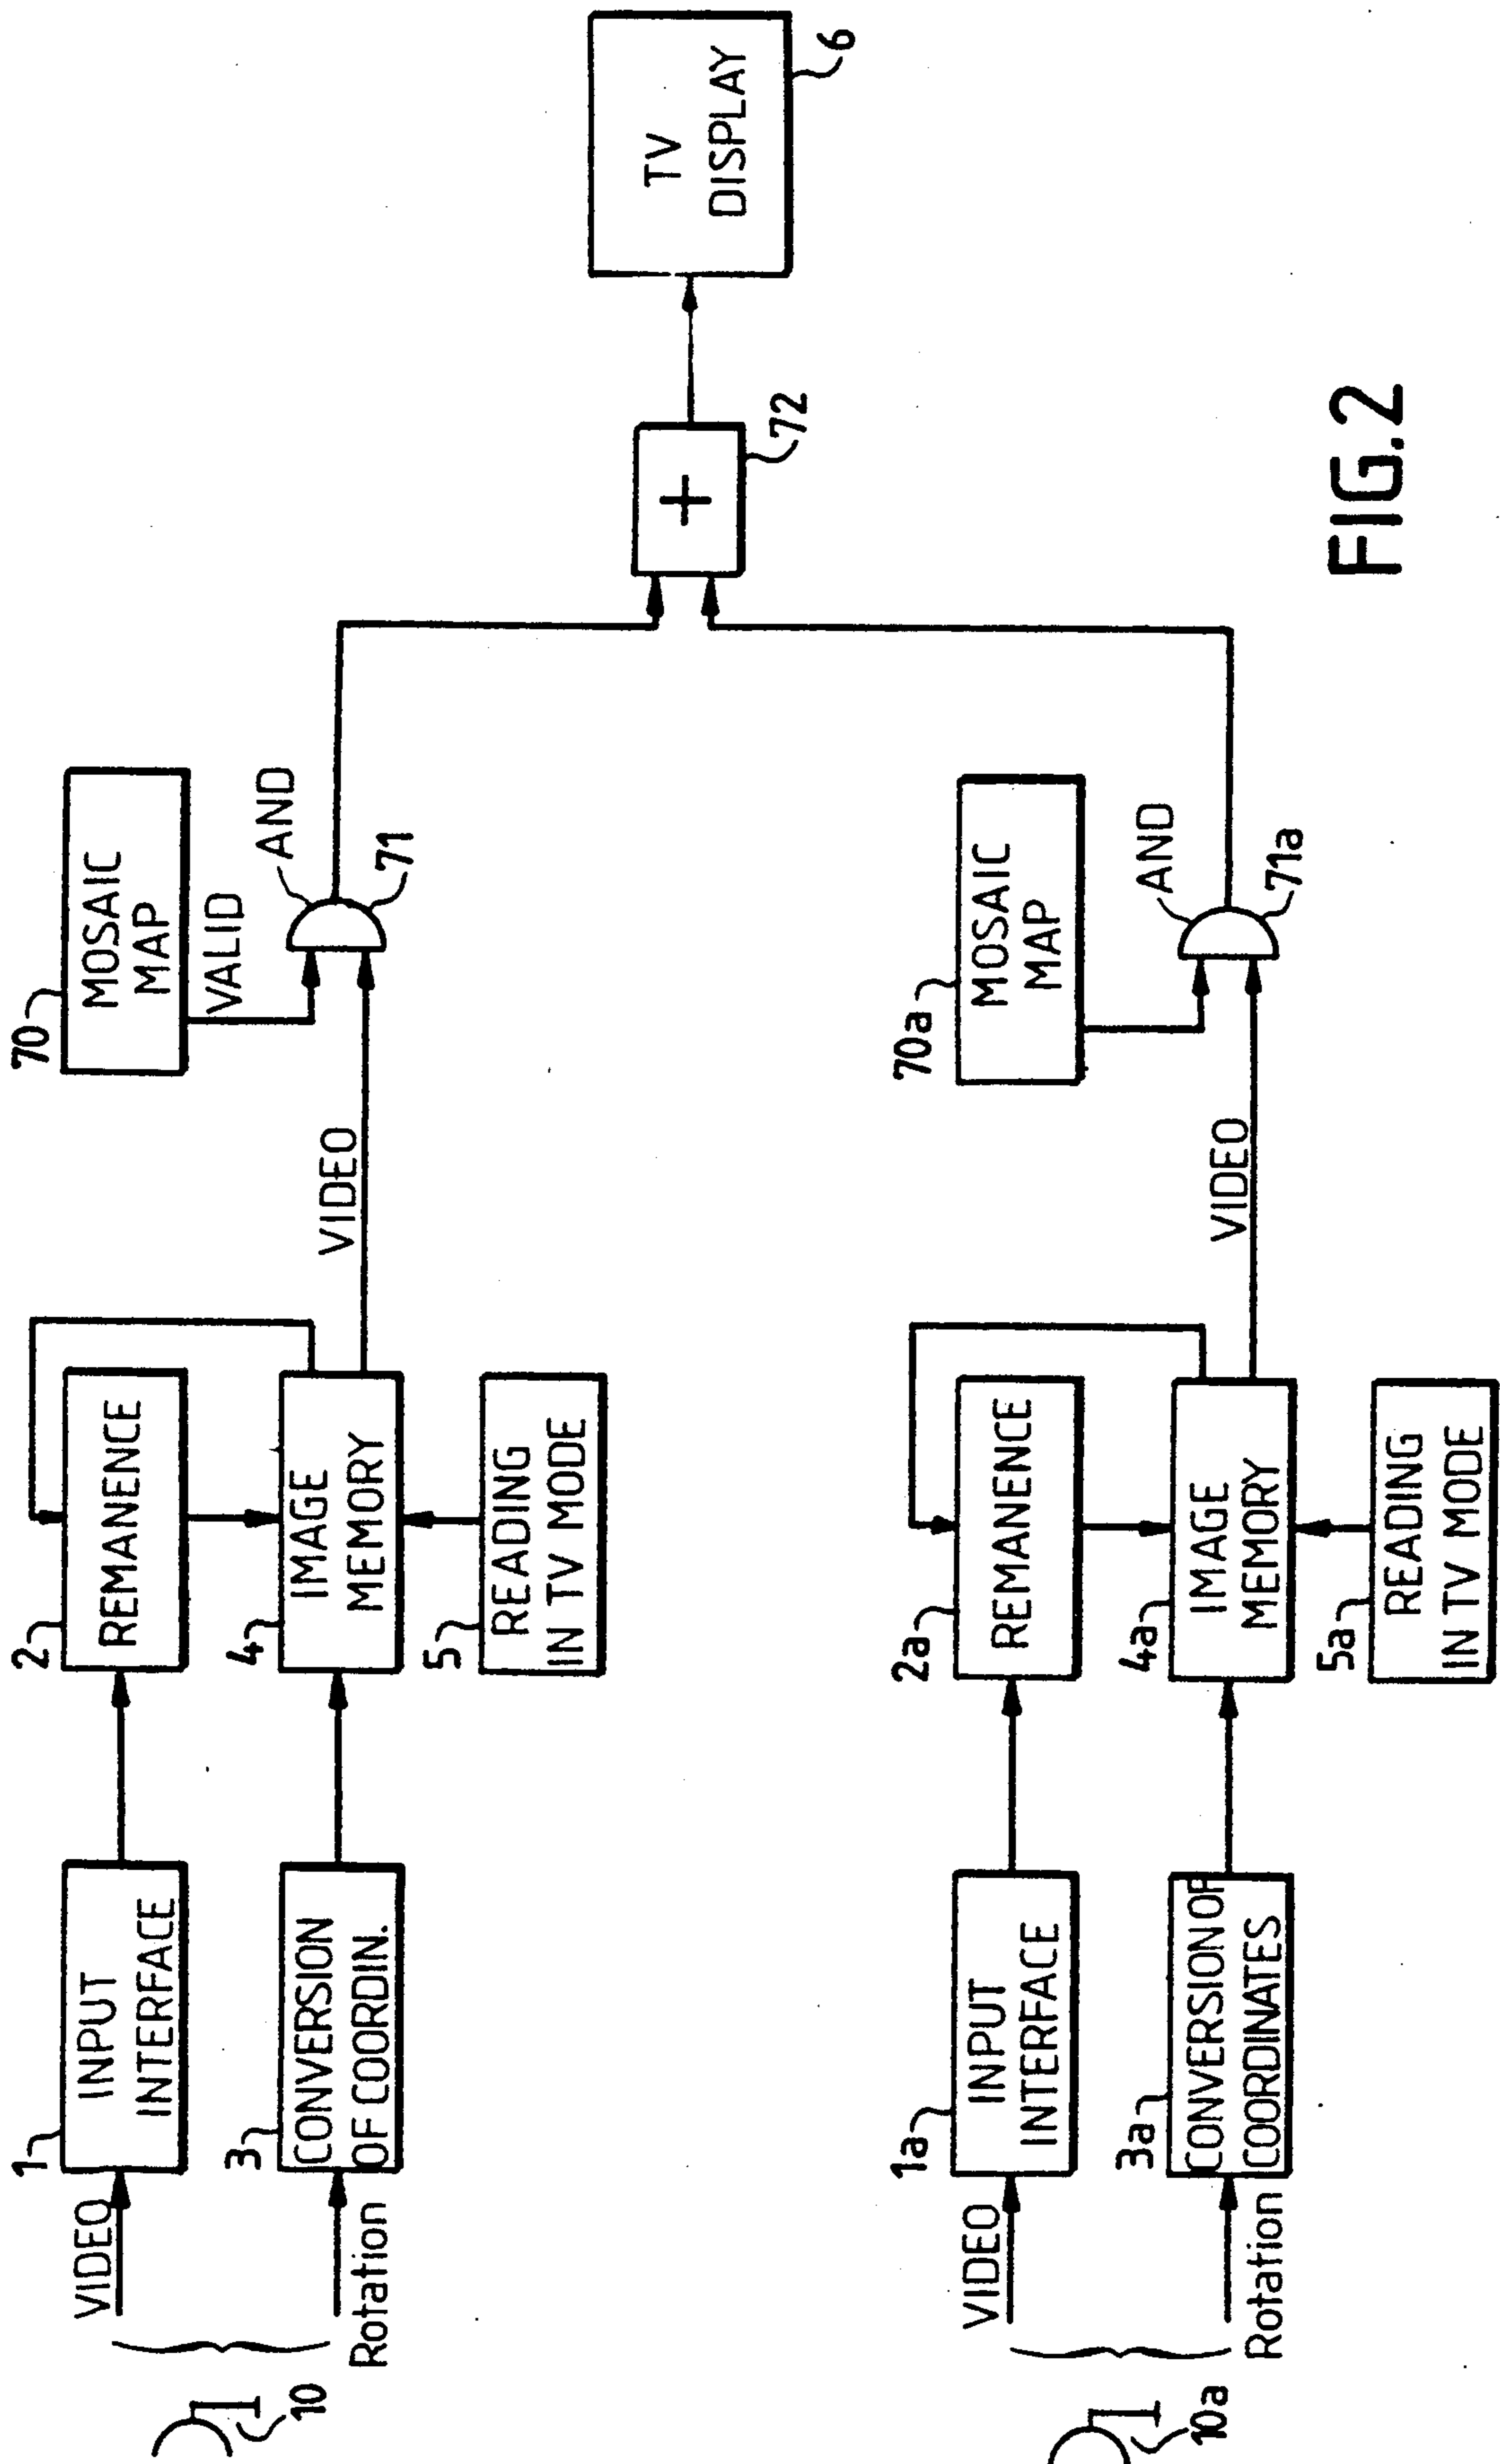 10
VIDEO
Rotation
1
INPUT
INTERFACE
3
CONVERSION
OF COORDIN.
2
REMANENCE
4
IMAGE
MEMORY
5
READING
IN TV MODE
VIDEO
70
MOSAIC
MAP
VALID
AND
71
10a
VIDEO
Rotation
1a
INPUT
INTERFACE
3a
CONVERSION OF
COORDINATES
2a
REMANENCE
4a
IMAGE
MEMORY
5a
READING
IN TV MODE
VIDEO
70a
MOSAIC
MAP
AND
71a
+
72
TV
DISPLAY
6
FIG.2